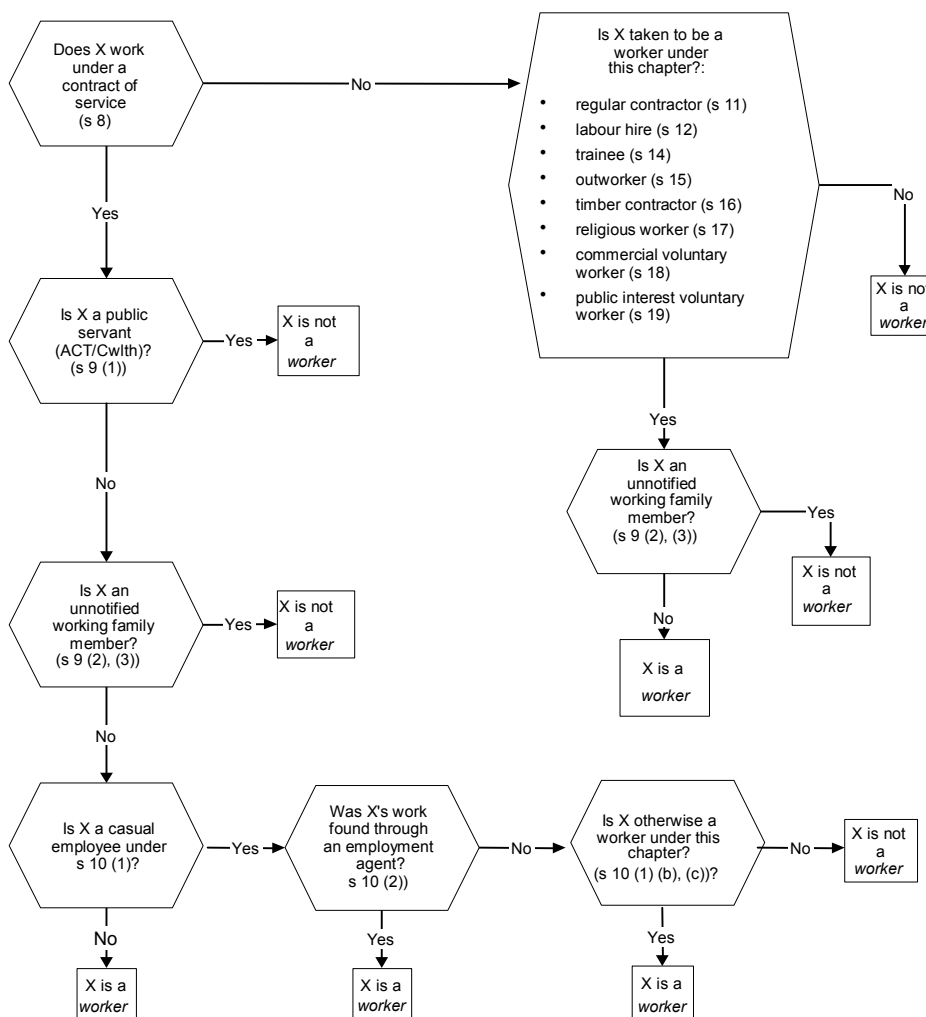 Does X work
under a
contract of
service
(s 8)
No
Is X taken to be a
worker under
this chapter?:
• regular contractor (s 11)
• labour hire (s 12)
• trainee (s 14)
• outworker (s 15)
• timber contractor (s 16)
• religious worker (s 17)
• commercial voluntary
worker (s 18)
• public interest voluntary
worker (s 19)
No
X is not
a
worker
Yes
Is X a public
servant
(ACT/Cwlth)?
(s 9 (1))
Yes
X is not
a
worker
Yes
Is X an
unnotified
working family
member?
(s 9 (2), (3))
Yes
X is not
a
worker
No
X is a
worker
No
Is X an
unnotified
working family
member?
(s 9 (2), (3))
Yes
X is not
a
worker
No
Is X a casual
employee under
s 10 (1)?
Yes
Was X's work
found through
an employment
agent?
s 10 (2))
No
Is X otherwise a
worker under this
chapter?
(s 10 (1) (b), (c))?
No
X is not
a
worker
No
X is a
worker
Yes
X is a
worker
Yes
X is a
worker